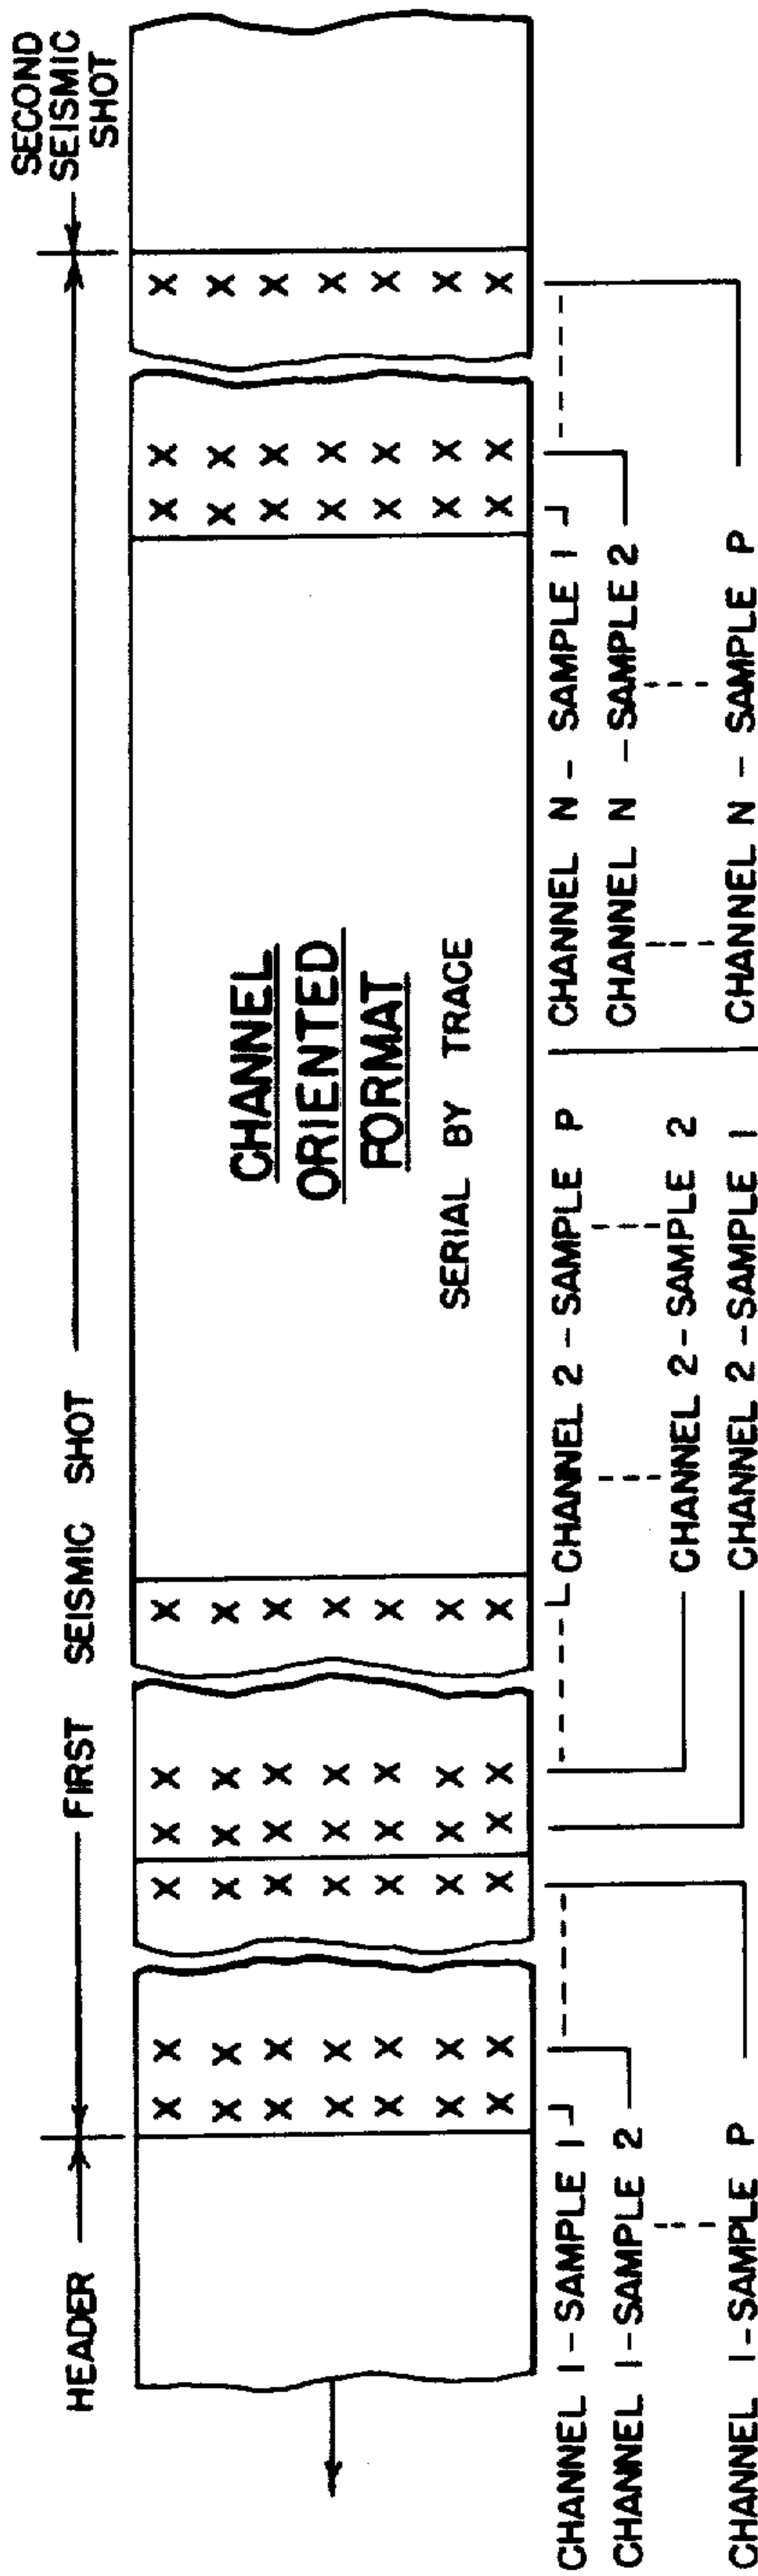 HEADER
FIRST SEISMIC SHOT
SECOND
SEISMIC
SHOT
X X X X X X X X X
X X X X X X X X X
X X X X X X X X X
X X X X X X X X X
X X X X X X X X X
X X X X X X X X X
X X X X X X X X X
CHANNEL
ORIENTED
FORMAT
SERIAL BY TRACE
CHANNEL 1-SAMPLE 1
CHANNEL 1-SAMPLE 2
CHANNEL 1-SAMPLE P
CHANNEL 2-SAMPLE P
CHANNEL 2-SAMPLE 2
CHANNEL 2-SAMPLE 1
CHANNEL N - SAMPLE 1
CHANNEL N -SAMPLE 2
CHANNEL N - SAMPLE P